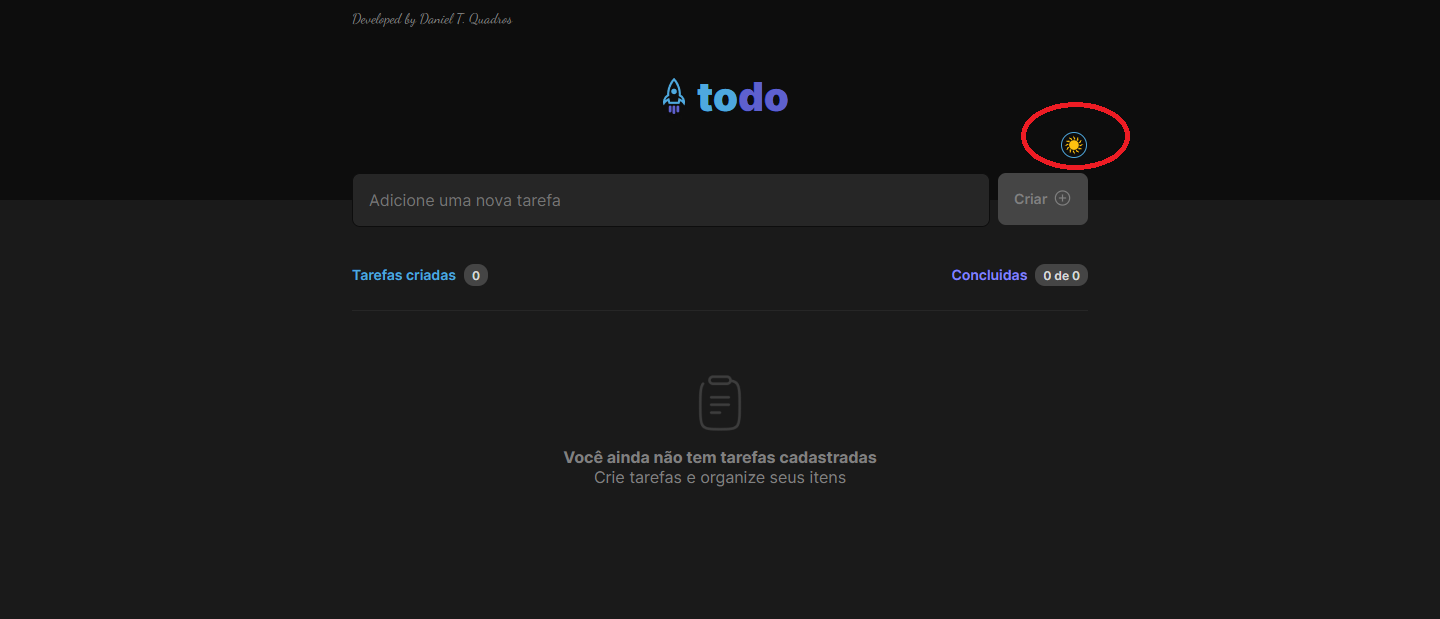 Developed by Daniel T. Quadros
todo
Adicione uma nova tarefa
Criar
Tarefas criadas 0
Concluidas 0 de 0
Você ainda não tem tarefas cadastradas
Crie tarefas e organize seus itens